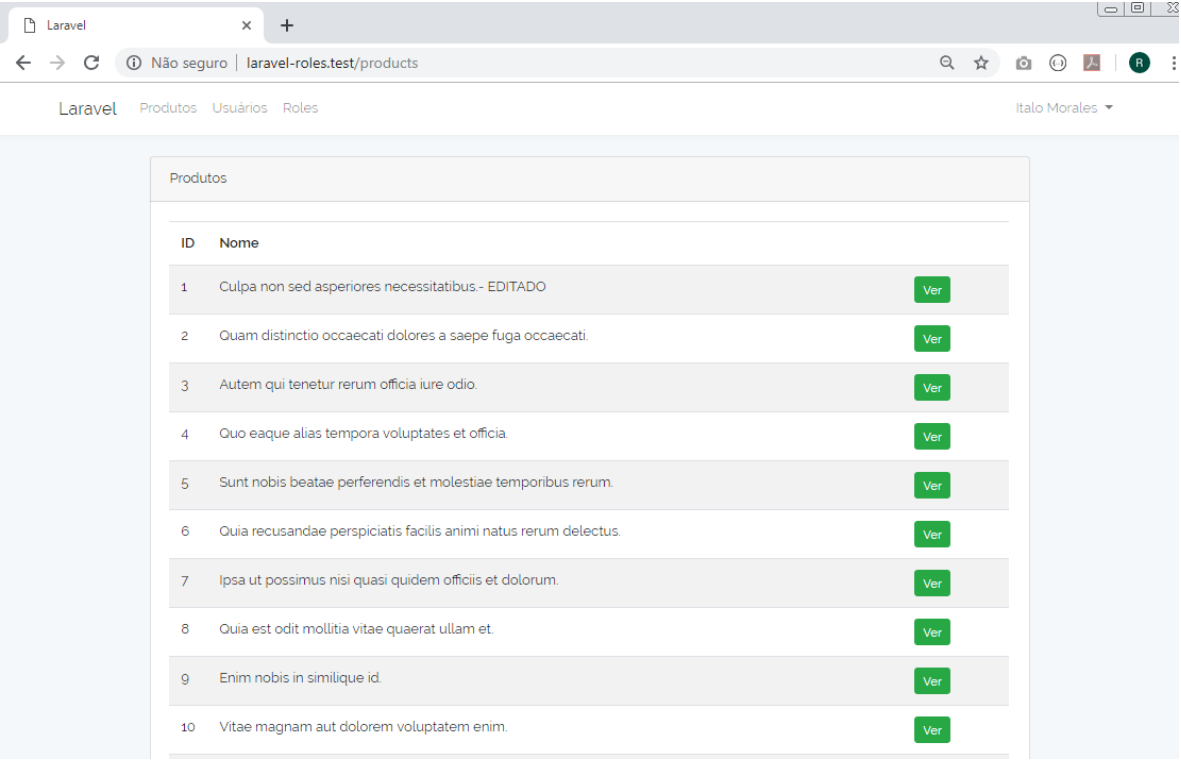 Laravel
Não seguro | laravel-roles.test/products
R
Laravel Produtos Usuários Roles Italo Morales
Produtos
ID Nome
1 Culpa non sed asperiores necessitatibus.- EDITADO Ver
2 Quam distinctio occaecati dolores a saepe fuga occaecati. Ver
3 Autem qui tenetur rerum officia iure odio. Ver
4 Quo eaque alias tempora voluptates et officia. Ver
5 Sunt nobis beatae perferendis et molestiae temporibus rerum. Ver
6 Quia recusandae perspiciatis facilis animi natus rerum delectus. Ver
7 Ipsa ut possimus nisi quasi quidem officiis et dolorum. Ver
8 Quia est odit mollitia vitae quaerat ullam et. Ver
9 Enim nobis in similique id. Ver
10 Vitae magnam aut dolorem voluptatem enim. Ver